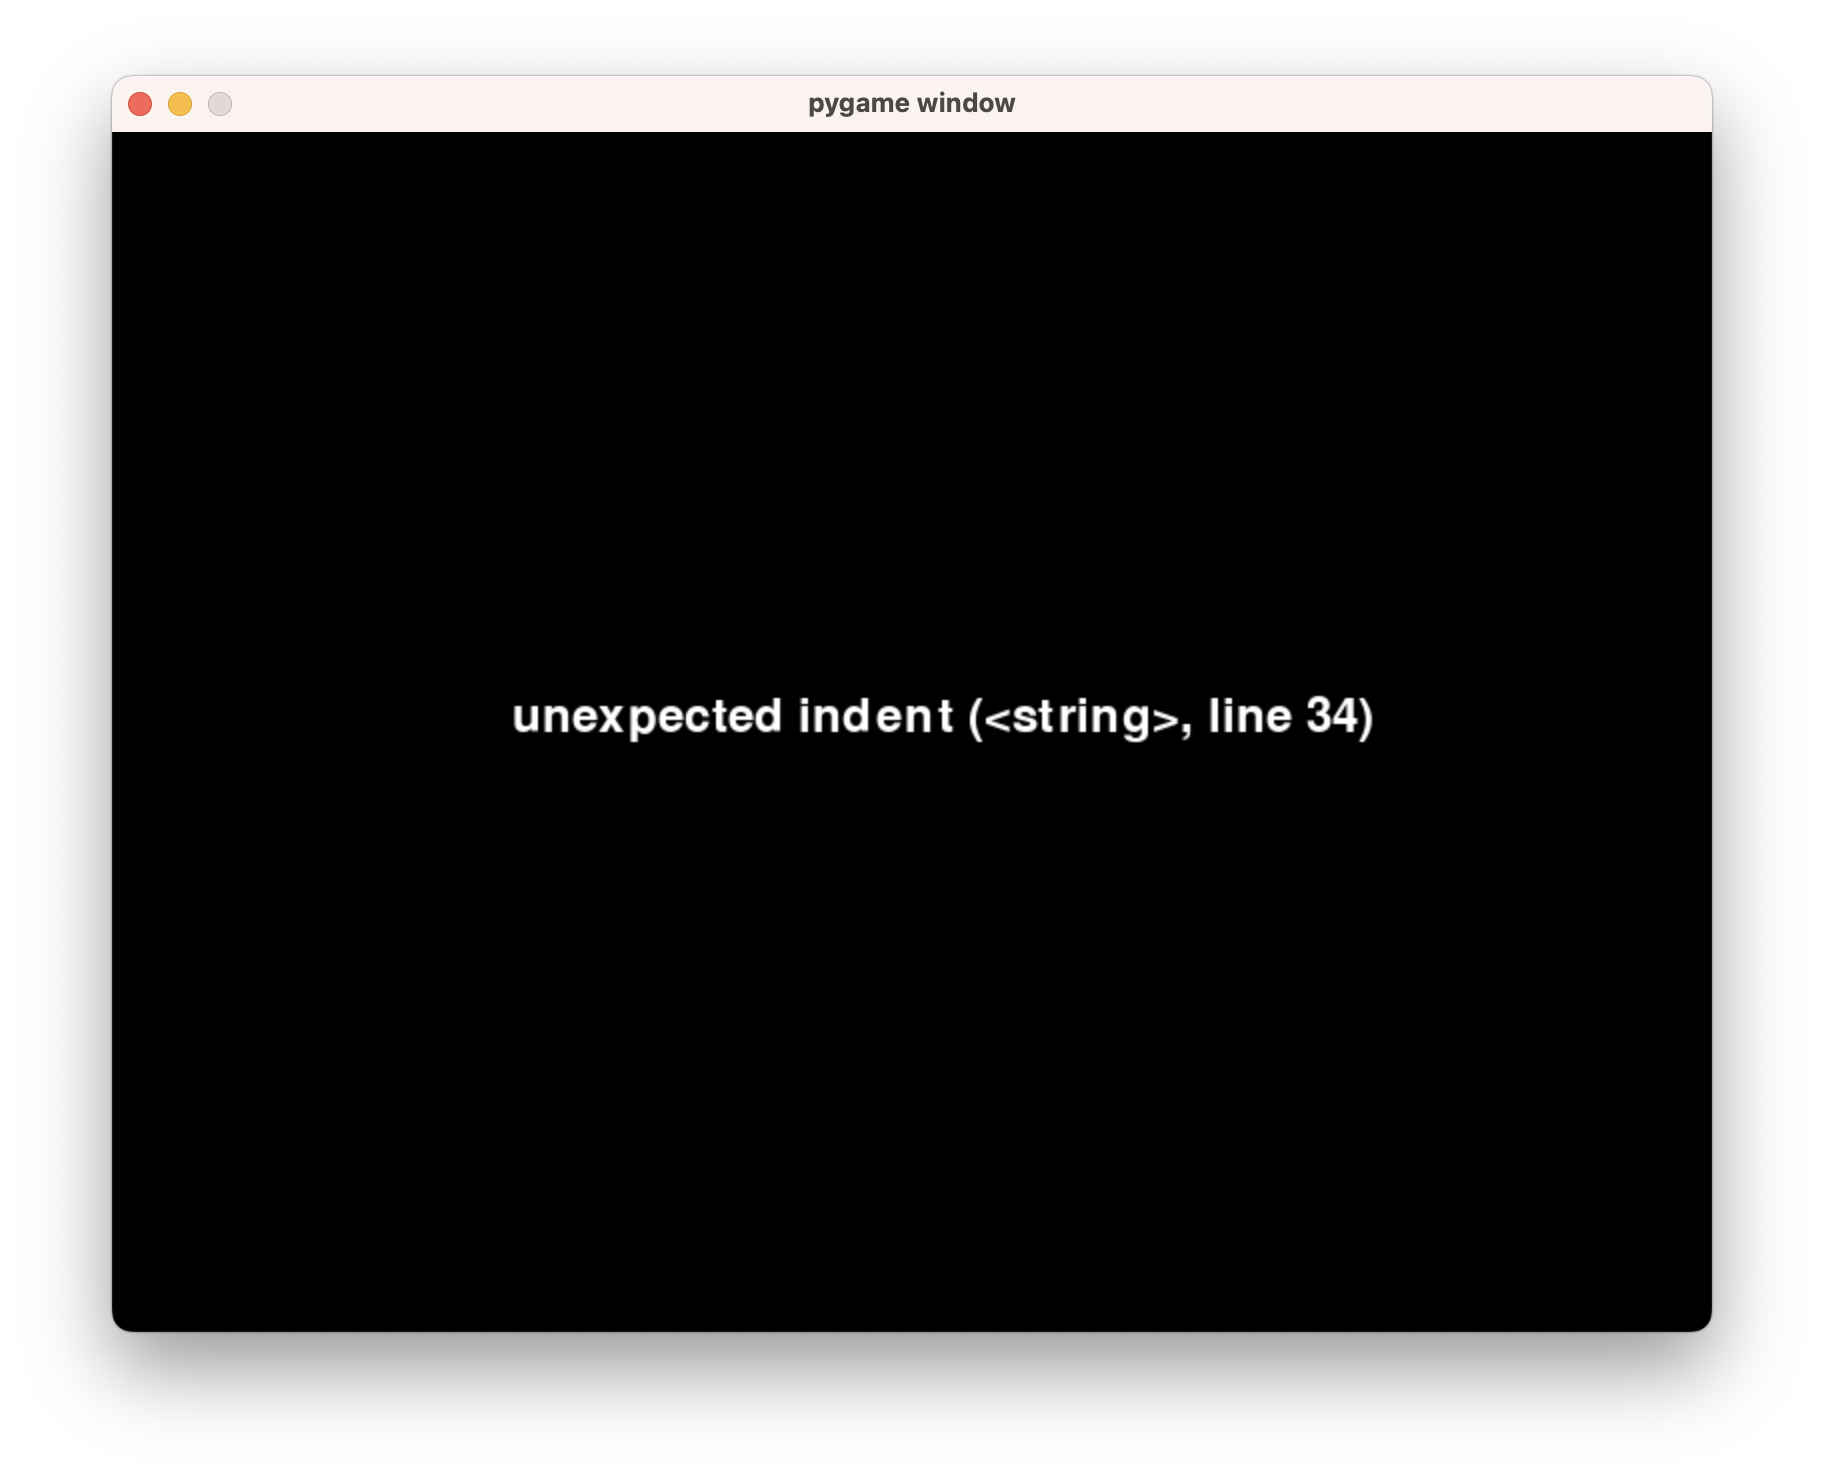 pygame window
unexpected indent (<string>, line 34)